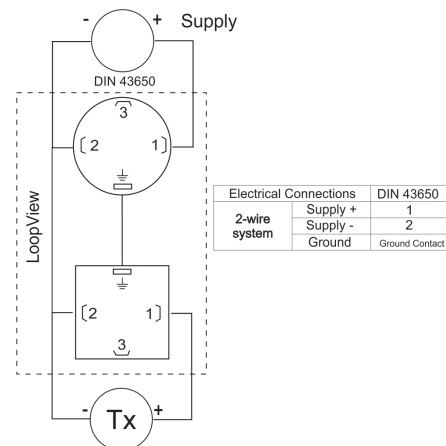 - + Supply
DIN 43650
3
2 1
LoopView
2 1
3
- Tx +
Electrical Connections DIN 43650
2-wire system
Supply + 1
Supply - 2
Ground Ground Contact